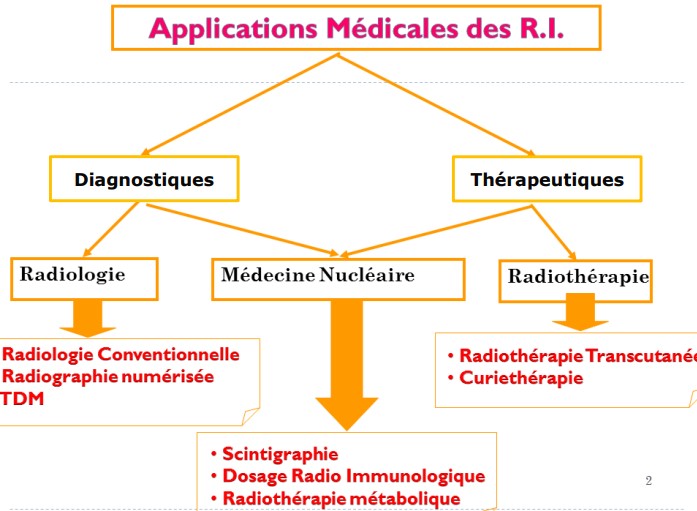 Applications Médicales des R.I.
Diagnostiques
Thérapeutiques
Radiologie
Médecine Nucléaire
Radiothérapie
Radiologie Conventionnelle
Radiographie numérisée
TDM
• Radiothérapie Transcutanée
• Curiethérapie
• Scintigraphie
• Dosage Radio Immunologique
• Radiothérapie métabolique
2